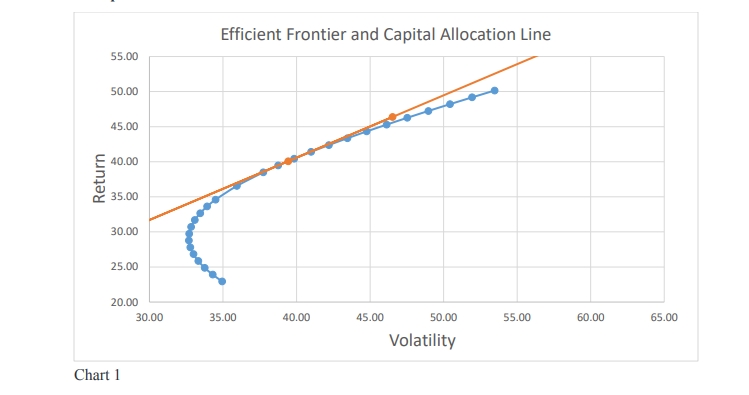 Efficient Frontier and Capital Allocation Line
55.00
50.00
45.00
40.00
35.00
30.00
25.00
20.00
Return
30.00 35.00 40.00 45.00 50.00 55.00 60.00 65.00
Volatility
Chart 1